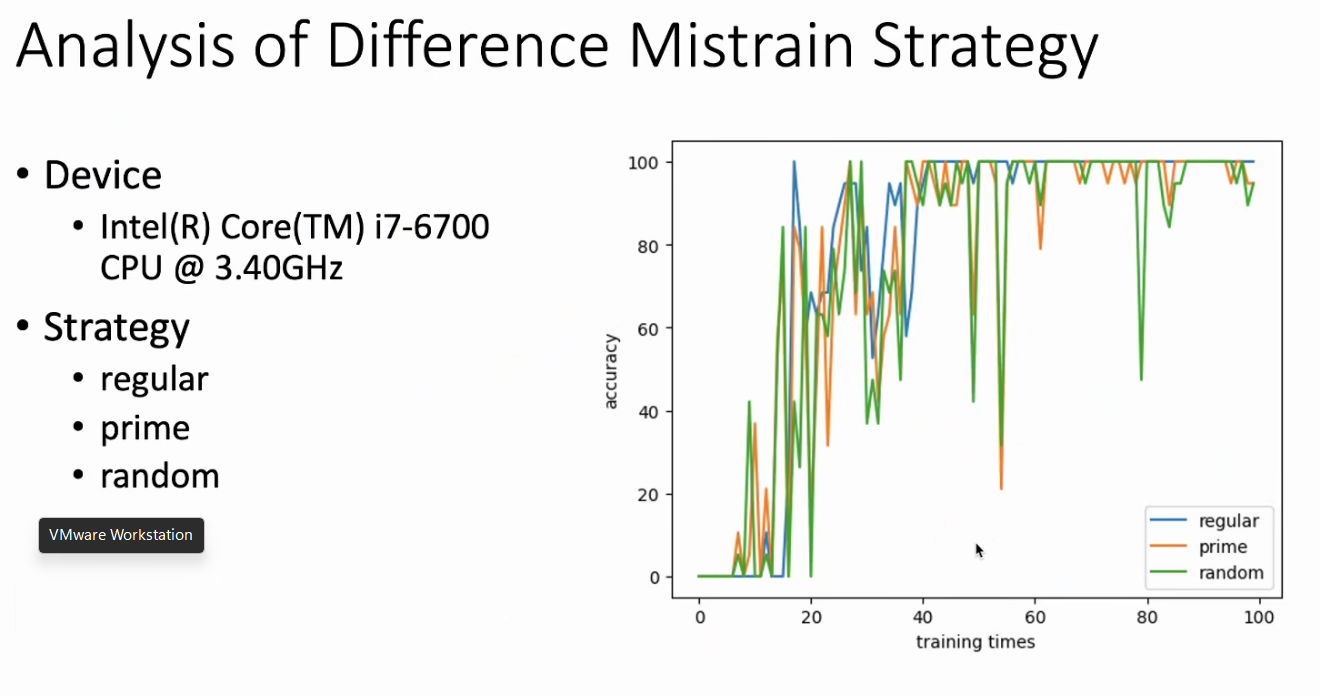 Analysis of Difference Mistrain Strategy
• Device
• Intel(R) Core(TM) i7-6700
CPU @ 3.40GHz
• Strategy
• regular
• prime
• random
VMware Workstation
accuracy
100
80
60
40
20
0
0 20 40 60 80 100
training times
regular
prime
random